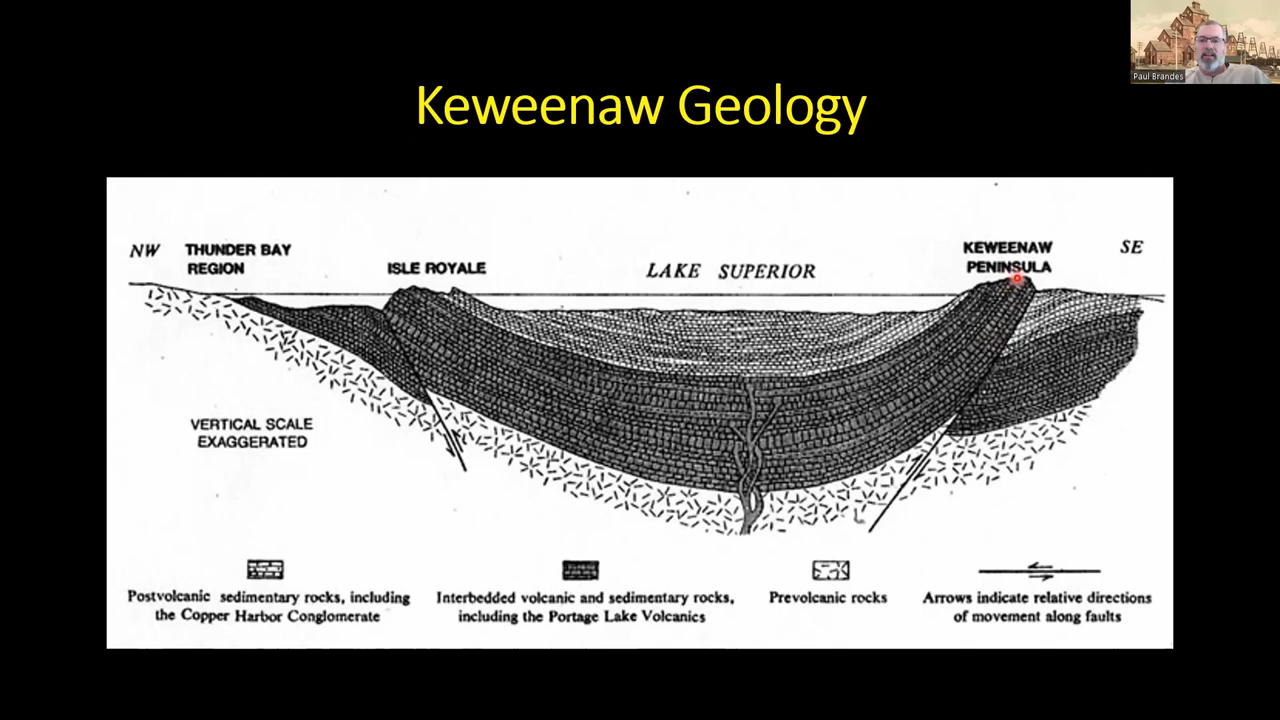 Paul Brandes
Keweenaw Geology
NW
THUNDER BAY
REGION
ISLE ROYALE
LAKE SUPERIOR
KEWEENAW
PENINSULA
SE
VERTICAL SCALE
EXAGGERATED
Postvolcanic sedimentary rocks, including
the Copper Harbor Conglomerate
Interbedded volcanic and sedimentary rocks,
including the Portage Lake Volcanics
Prevolcanic rocks
Arrows indicate relative directions
of movement along faults